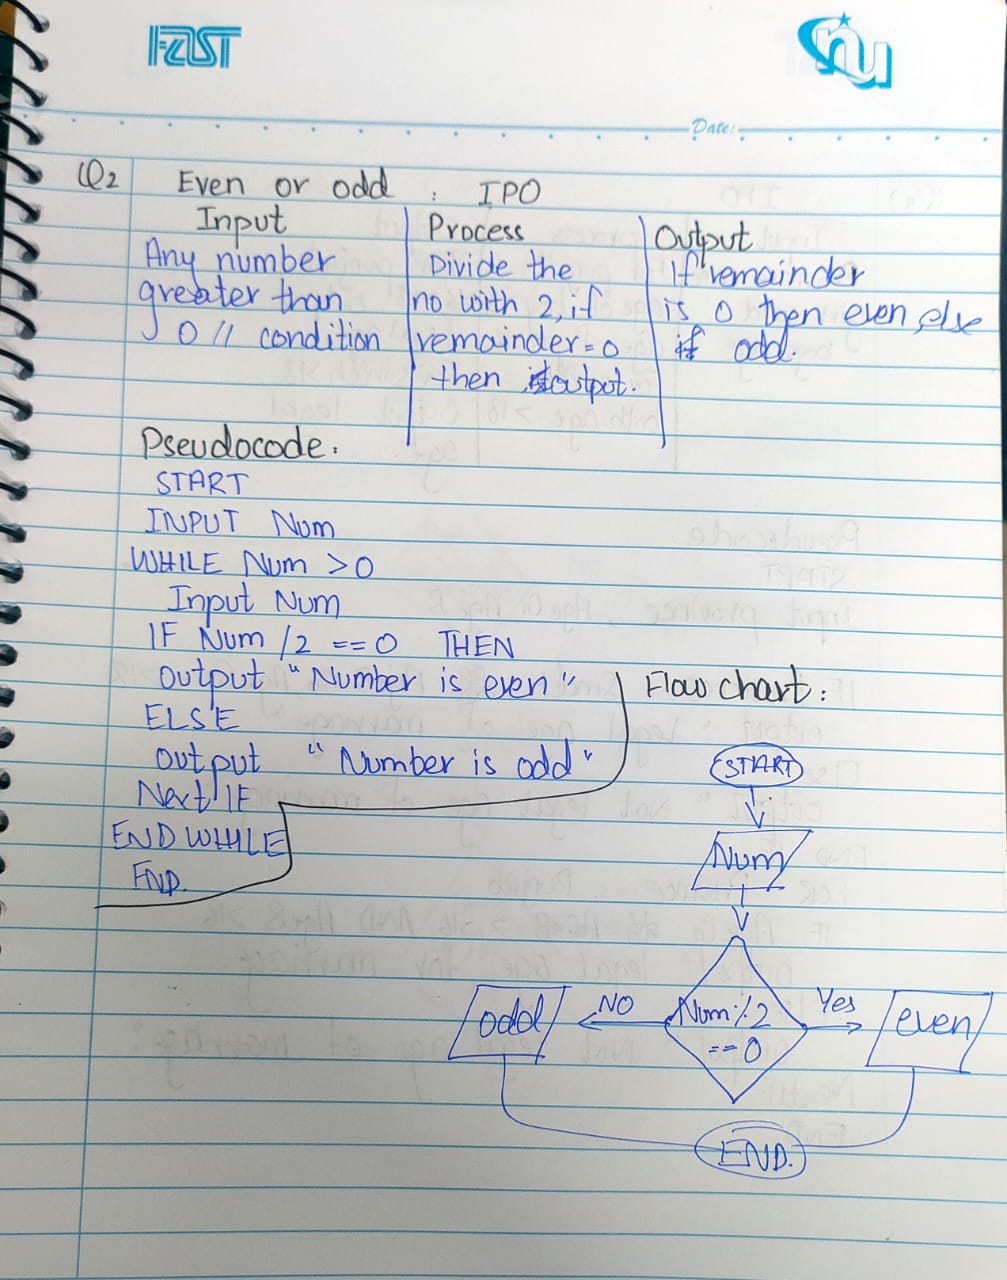 FAST
nu
Date:
Q2 Even or odd : IPO
Input
Any number
greater than
0 // condition
Process
Divide the
no with 2, if
remainder = 0
then output.
Output
If remainder
is 0 then even, else
if odd.
Pseudocode.
START
INPUT Num
WHILE Num > 0
Input Num
IF Num /2 == 0 THEN
output "Number is even"
ELSE
output "Number is odd"
Next IF
END WHILE
END.
Flow chart :
START
Num
Num % 2
== 0
NO
odd
Yes
even
END.